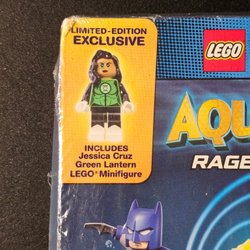 LIMITED-EDITION
EXCLUSIVE
INCLUDES
Jessica Cruz
Green Lantern
LEGO® Minifigure
LEGO
AQU
RAGE